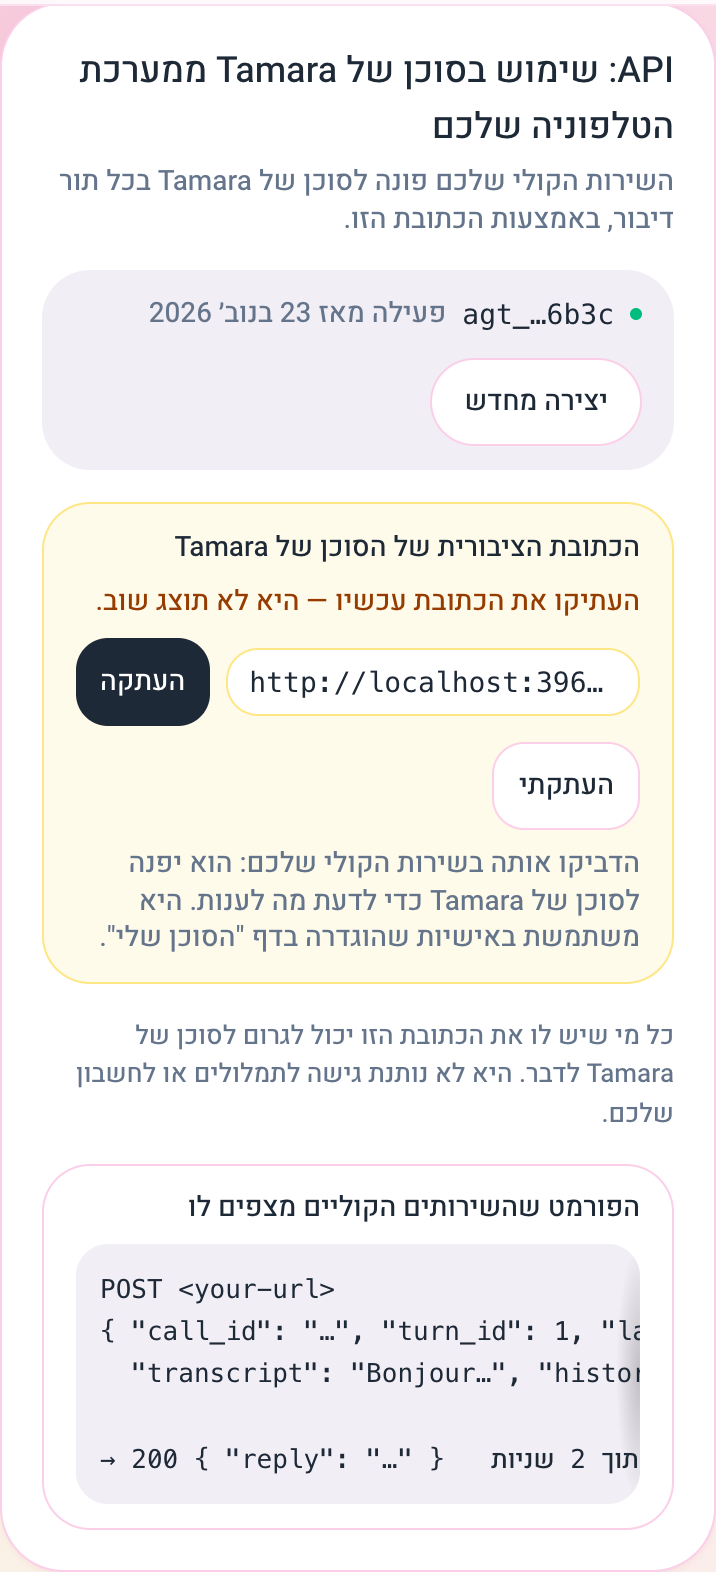 API: שימוש בסוכן של Tamara ממערכת
הטלפוניה שלכם
השירות הקולי שלכם פונה לסוכן של Tamara בכל תור
דיבור, באמצעות הכתובת הזו.
agt_…6b3c פעילה מאז 23 בנוב׳ 2026
יצירה מחדש
הכתובת הציבורית של הסוכן של Tamara
העתיקו את הכתובת עכשיו — היא לא תוצג שוב.
http://localhost:396…
העתקה
העתקתי
הדביקו אותה בשירות הקולי שלכם: הוא יפנה
לסוכן של Tamara כדי לדעת מה לענות. היא
משתמשת באישיות שהוגדרה בדף "הסוכן שלי".
כל מי שיש לו את הכתובת הזו יכול לגרום לסוכן של
Tamara לדבר. היא לא נותנת גישה לתמלולים או לחשבון
שלכם.
הפורמט שהשירותים הקוליים מצפים לו
POST <your-url>
{ "call_id": "…", "turn_id": 1, "la
"transcript": "Bonjour…", "histor
→ 200 { "reply": "…" } תוך 2 שניות